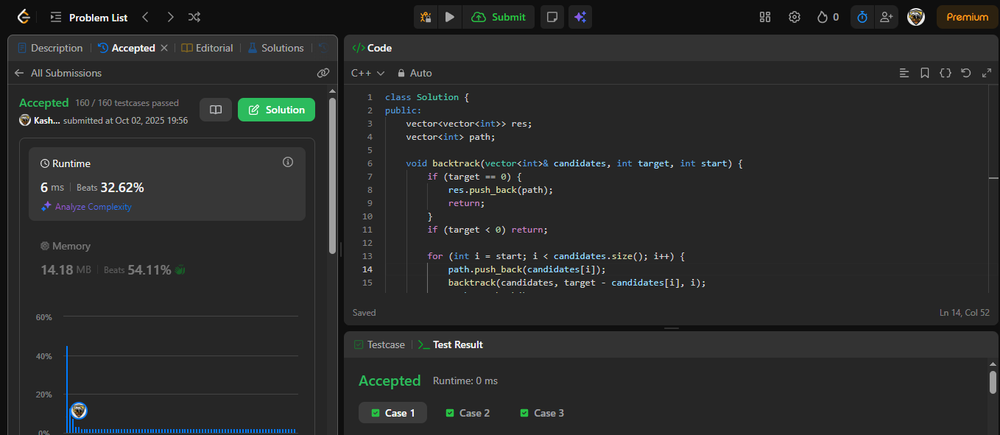 Problem List
Submit
0
Premium
Description
Accepted
Editorial
Solutions
All Submissions
Accepted 160 / 160 testcases passed
Kash... submitted at Oct 02, 2025 19:56
Solution
Runtime
6 ms Beats 32.62%
Analyze Complexity
Memory
14.18 MB Beats 54.11%
60%
40%
20%
0%
</> Code
C++ Auto
1 class Solution {
2 public:
3 vector<vector<int>> res;
4 vector<int> path;
5
6 void backtrack(vector<int>& candidates, int target, int start) {
7 if (target == 0) {
8 res.push_back(path);
9 return;
10 }
11 if (target < 0) return;
12
13 for (int i = start; i < candidates.size(); i++) {
14 path.push_back(candidates[i]);
15 backtrack(candidates, target - candidates[i], i);
Saved
Ln 14, Col 52
Testcase
Test Result
Accepted Runtime: 0 ms
Case 1 Case 2 Case 3